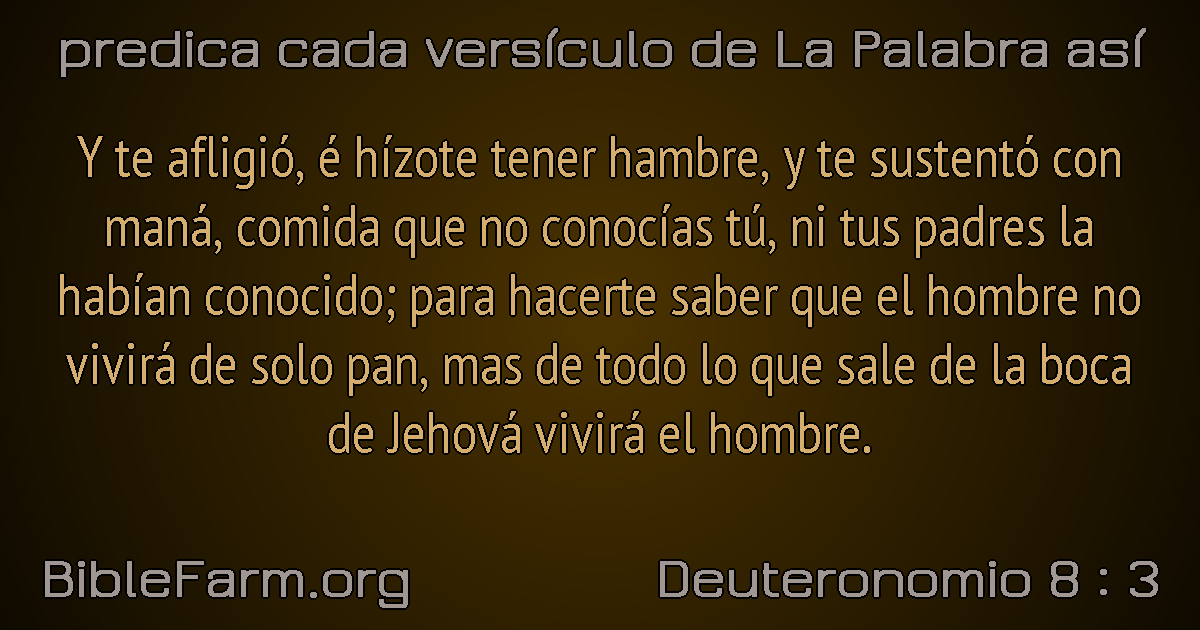 predica cada versículo de La Palabra así
Y te afligió, é hízote tener hambre, y te sustentó con
maná, comida que no conocías tú, ni tus padres la
habían conocido; para hacerte saber que el hombre no
vivirá de solo pan, mas de todo lo que sale de la boca
de Jehová vivirá el hombre.
BibleFarm.org
Deuteronomio 8 : 3